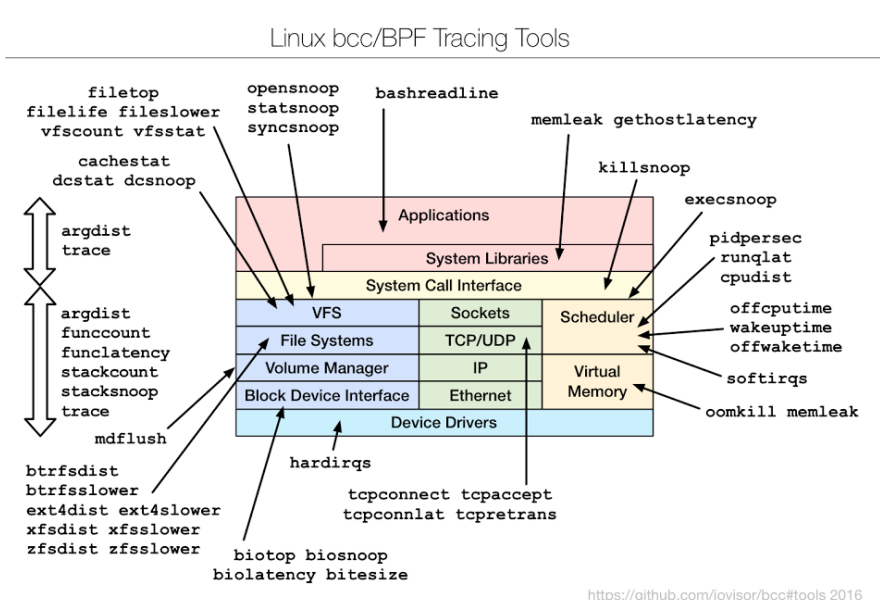 Linux bcc/BPF Tracing Tools
filetop
filelife fileslower
vfscount vfsstat
opensnoop
statsnoop
syncsnoop
bashreadline
memleak gethostlatency
cachestat
dcstat dcsnoop
killsnoop
execsnoop
argdist
trace
pidpersec
runqlat
cpudist
Applications
System Libraries
System Call Interface
VFS
Sockets
Scheduler
File Systems
TCP/UDP
Volume Manager
IP
Virtual
Memory
Block Device Interface
Ethernet
Device Drivers
argdist
funccount
funclatency
stackcount
stacksnoop
trace
offcputime
wakeuptime
offwaketime
softirqs
oomkill memleak
mdflush
hardirqs
btrfsdist
btrfsslower
ext4dist ext4slower
xfsdist xfsslower
zfsdist zfsslower
tcpconnect tcpaccept
tcpconnlat tcpretrans
biotop biosnoop
biolatency bitesize
https://github.com/iovisor/bcc#tools 2016